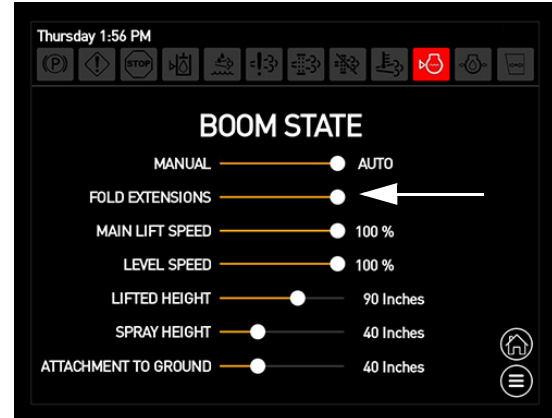 Thursday 1:56 PM
(P) STOP
BOOM STATE
MANUAL AUTO
FOLD EXTENSIONS
MAIN LIFT SPEED 100 %
LEVEL SPEED 100 %
LIFTED HEIGHT 90 Inches
SPRAY HEIGHT 40 Inches
ATTACHMENT TO GROUND 40 Inches